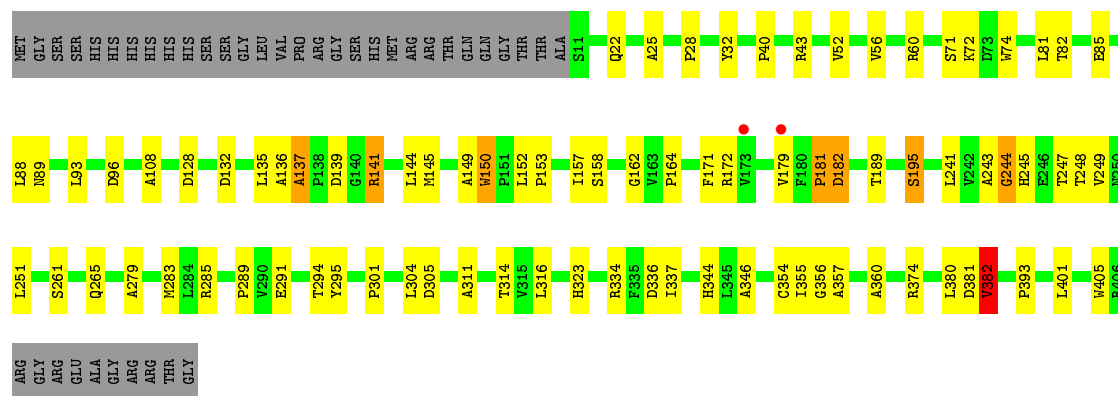 MET GLY SER SER HIS HIS HIS HIS HIS HIS SER SER GLY LEU VAL PRO ARG GLY SER HIS MET ARG ARG THR GLN GLN GLY THR THR ALA S11 Q22 A25 P28 Y32 P40 R43 V52 V56 R60 S71 K72 D73 W74 L81 T82 E85
L88 N89 L93 D96 A108 D128 D132 L135 A136 A137 P138 D139 G140 R141 L144 M145 A149 W150 P151 L152 P153 I157 S158 G162 V163 P164 F171 R172 V173 V179 F180 P181 D182 T189 S195 L241 V242 A243 G244 H245 E246 T247 T248 V249 N250
L251 S261 Q265 A279 M283 L284 R285 P289 V290 E291 T294 Y295 P301 L304 D305 A311 T314 V315 L316 H323 R334 F335 D336 I337 H344 L345 A346 C354 I355 G356 A357 A360 R374 L380 D381 V382 P393 L401 W405 R406
ARG GLY ARG GLU ALA GLY ARG ARG THR GLY